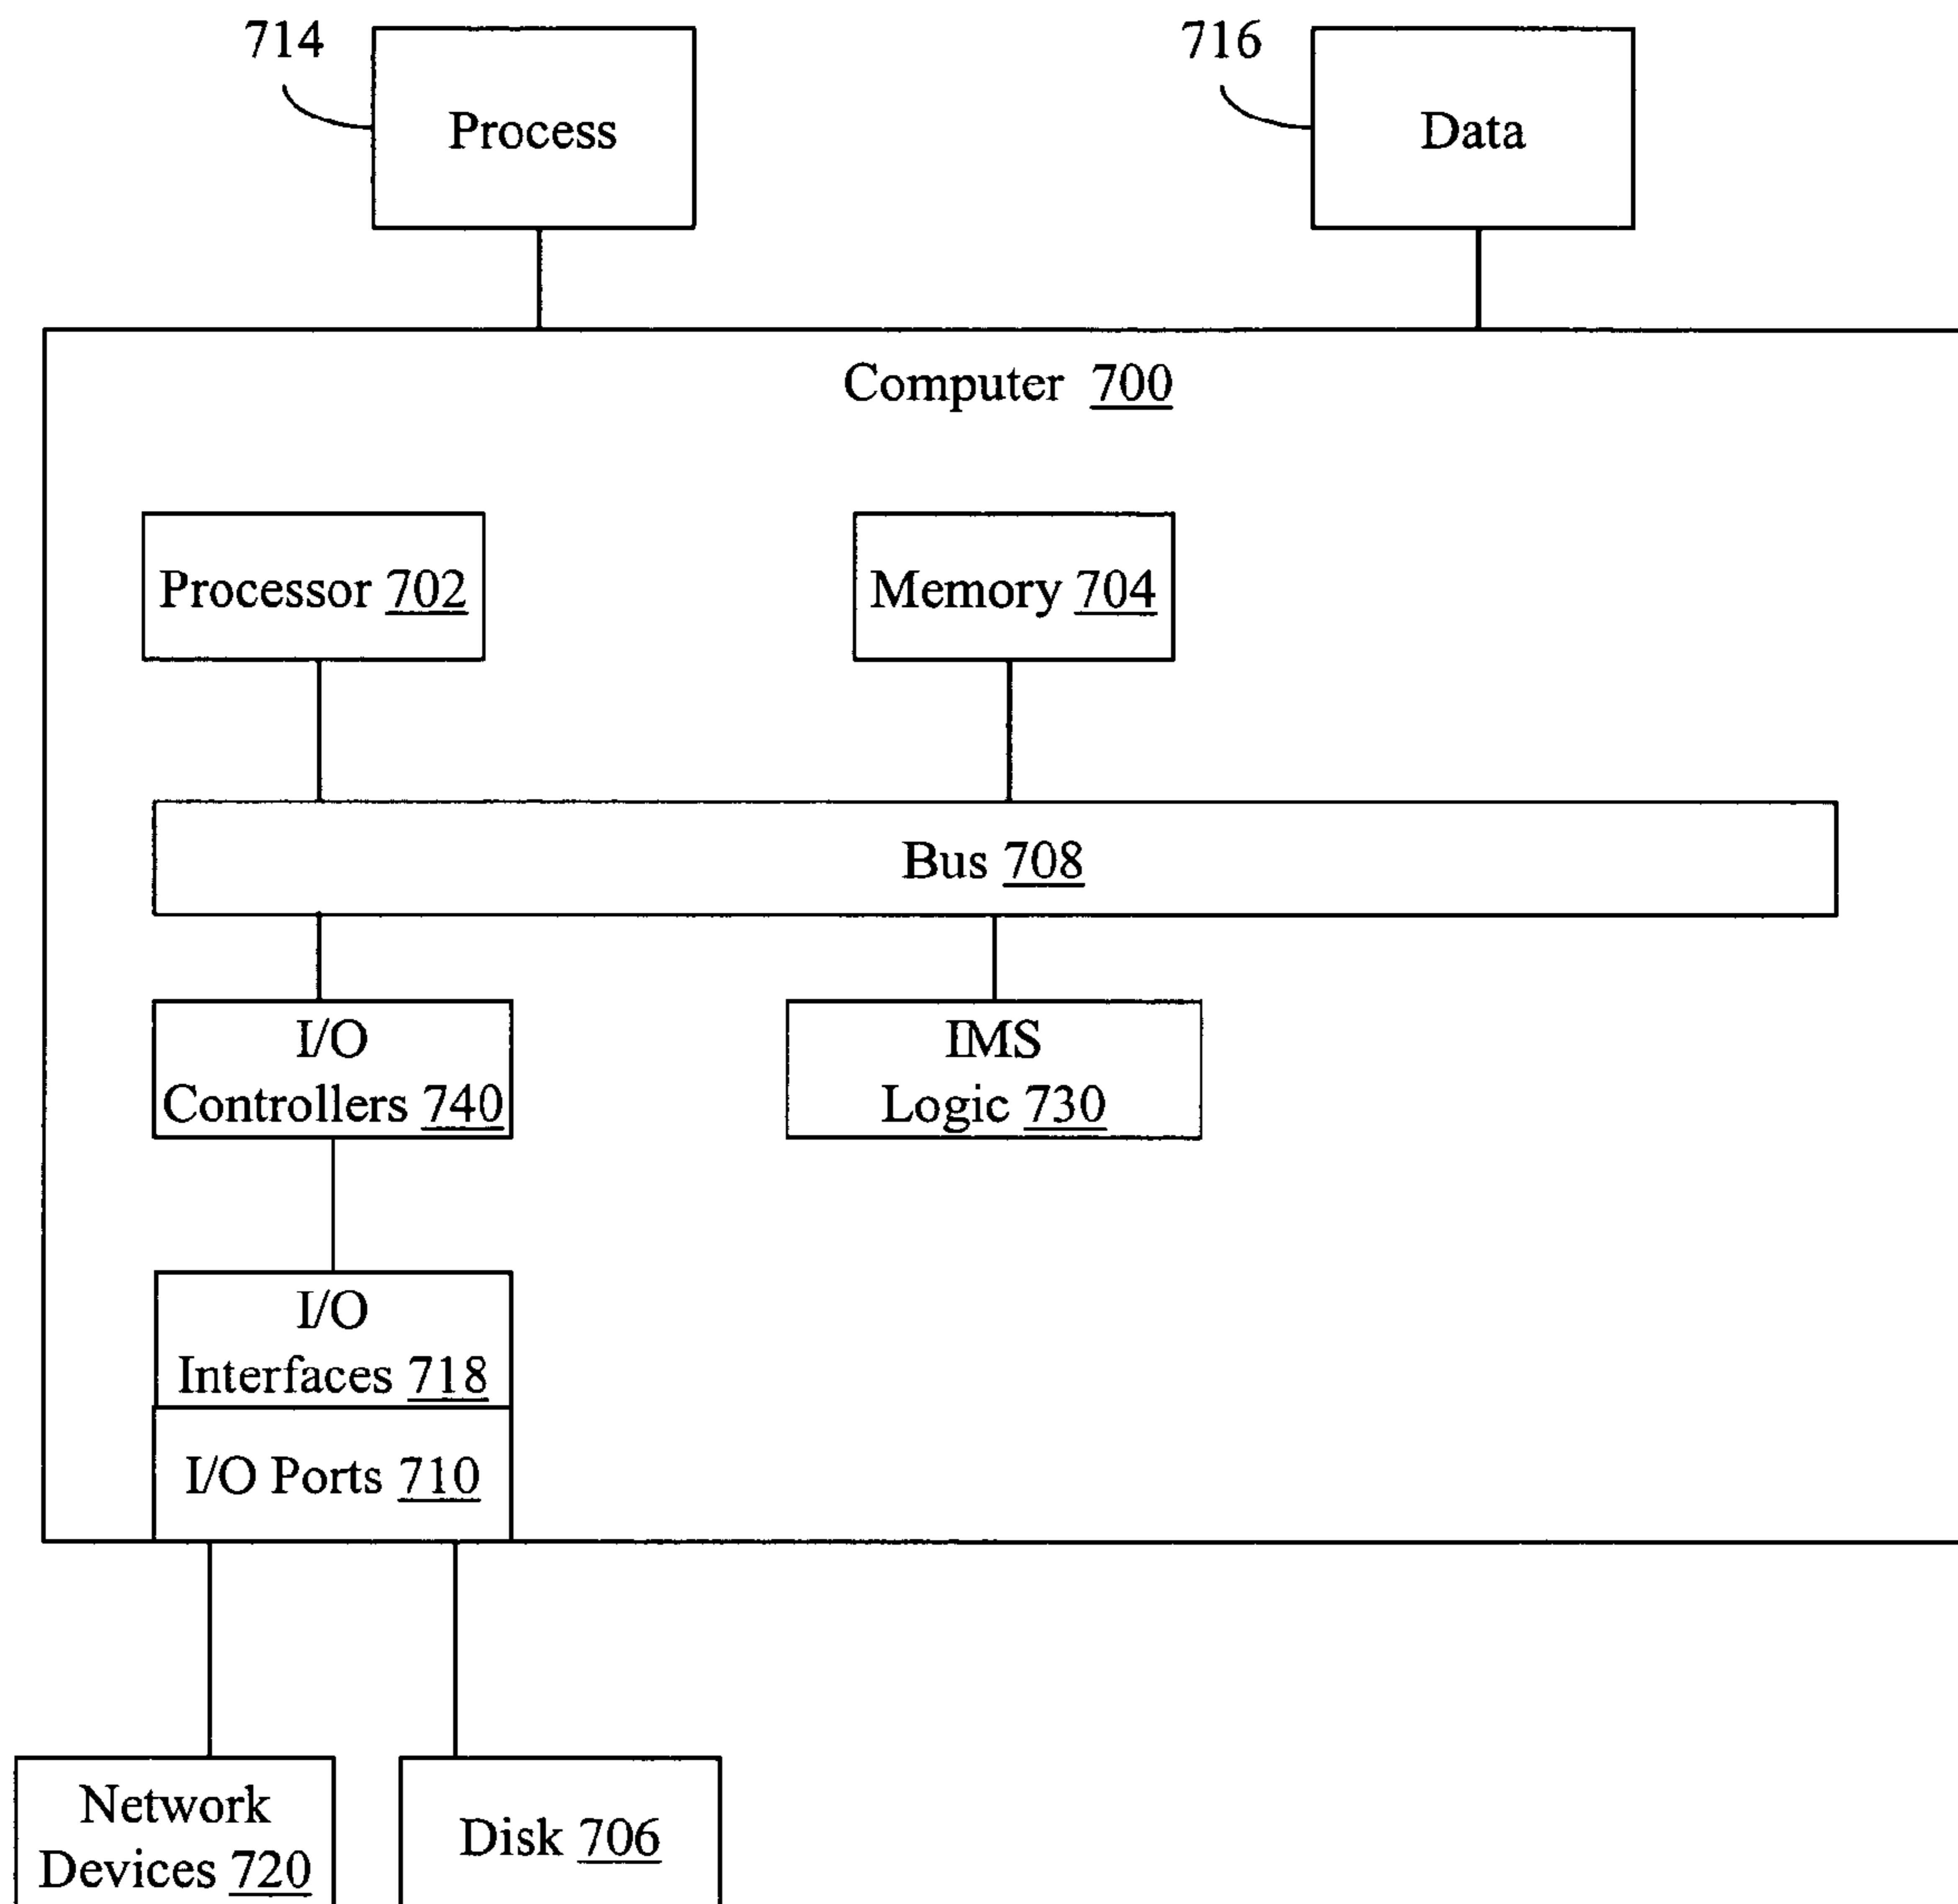 714
716
Process
Data
Computer 700
Processor 702
Memory 704
Bus 708
I/O
Controllers 740
IMS
Logic 730
I/O
Interfaces 718
I/O Ports 710
Network
Devices 720
Disk 706